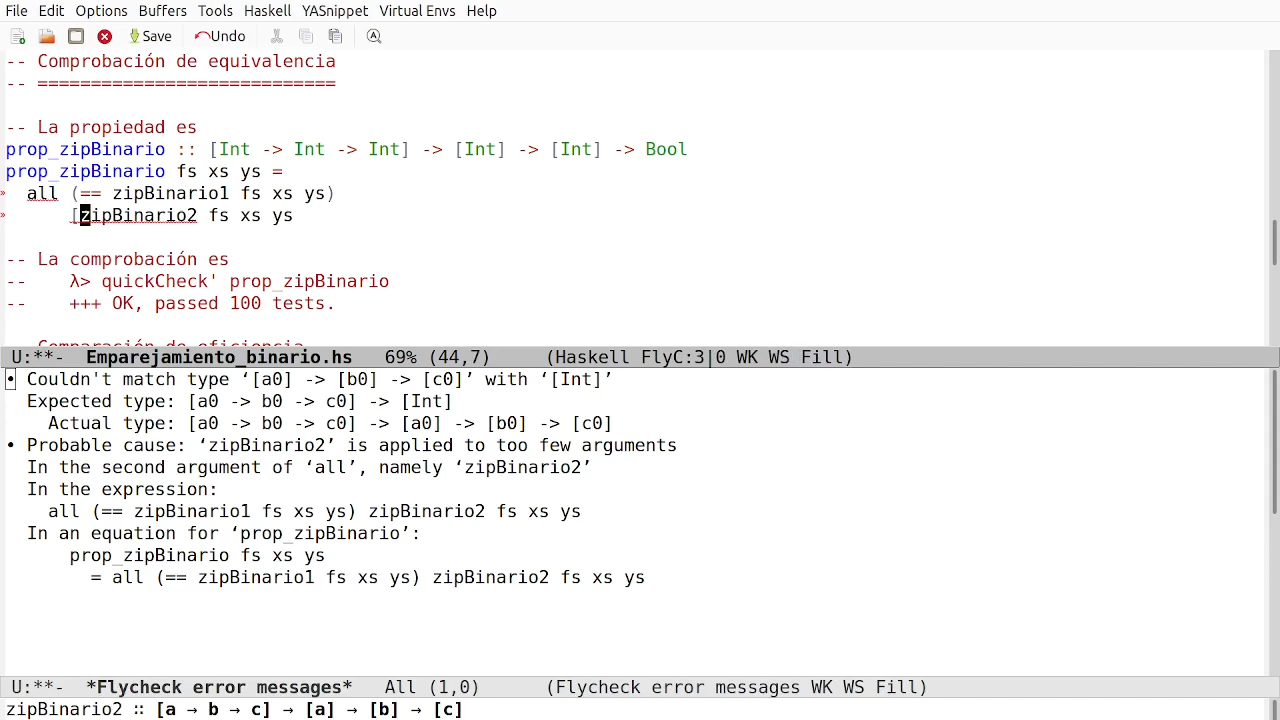 File Edit Options Buffers Tools Haskell YASnippet Virtual Envs Help
Save Undo
-- Comprobación de equivalencia
-- ============================
-- La propiedad es
prop_zipBinario :: [Int -> Int -> Int] -> [Int] -> [Int] -> Bool
prop_zipBinario fs xs ys =
all (== zipBinario1 fs xs ys)
[zipBinario2 fs xs ys
-- La comprobación es
-- λ> quickCheck' prop_zipBinario
-- +++ OK, passed 100 tests.
-- Comparación de eficiencia
U:**- Emparejamiento_binario.hs 69% (44,7) (Haskell FlyC:3|0 WK WS Fill)
• Couldn't match type ‘[a0] -> [b0] -> [c0]’ with ‘[Int]’
Expected type: [a0 -> b0 -> c0] -> [Int]
Actual type: [a0 -> b0 -> c0] -> [a0] -> [b0] -> [c0]
• Probable cause: ‘zipBinario2’ is applied to too few arguments
In the second argument of ‘all’, namely ‘zipBinario2’
In the expression:
all (== zipBinario1 fs xs ys) zipBinario2 fs xs ys
In an equation for ‘prop_zipBinario’:
prop_zipBinario fs xs ys
= all (== zipBinario1 fs xs ys) zipBinario2 fs xs ys
U:**- *Flycheck error messages* All (1,0) (Flycheck error messages WK WS Fill)
zipBinario2 ∷ [a → b → c] → [a] → [b] → [c]